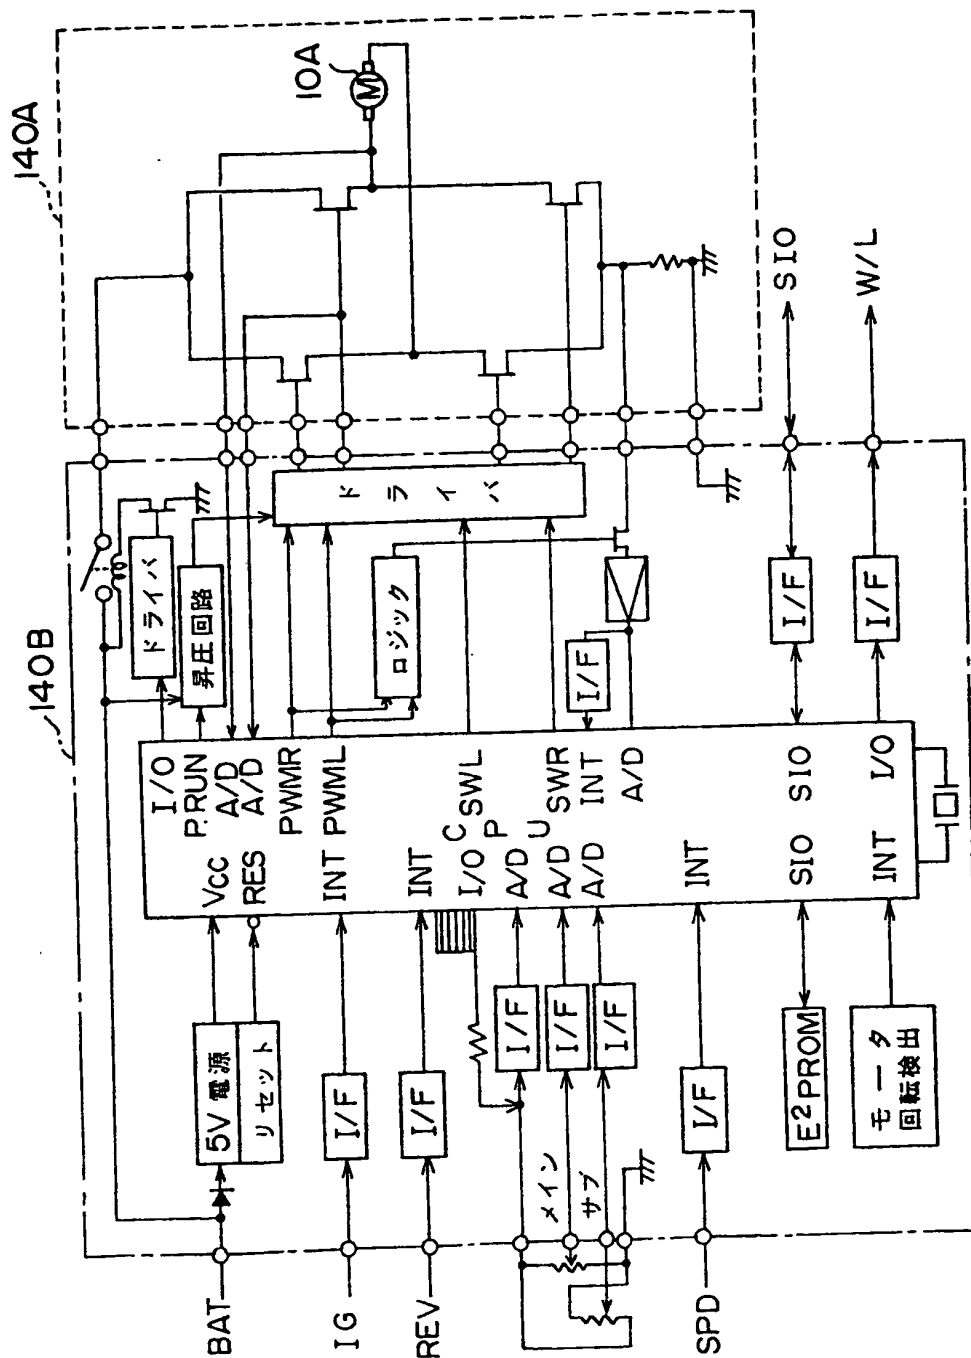 140A
10A
M
140B
ドライバ
昇圧回路
ドライバ
ロジック
I/F
SIO
W/L
I/F
I/F
I/O
P.RUN
A/D
A/D
PWMR
PWML
SWL
SWR
INT
A/D
SIO
I/O
CPU
Vcc
RES
INT
INT
I/O
A/D
A/D
A/D
INT
SIO
INT
5V電源
リセット
I/F
I/F
I/F
I/F
I/F
I/F
E²PROM
モータ
回転検出
メイン
サブ
BAT
IG
REV
SPD